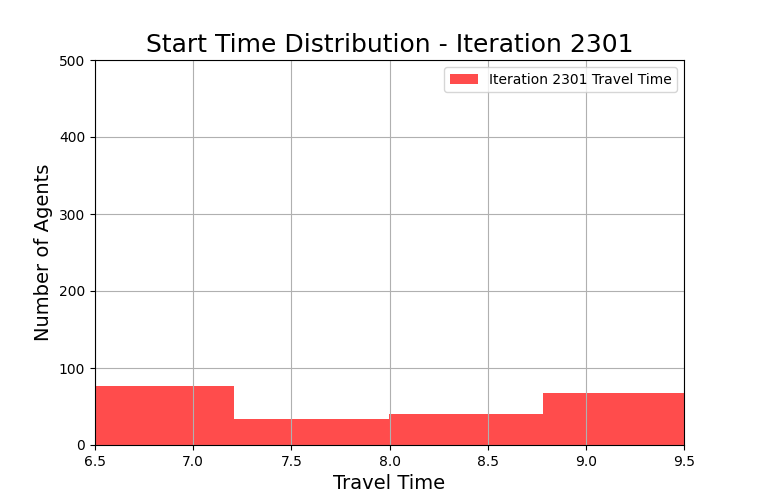 Start Time Distribution - Iteration 2301
500
Iteration 2301 Travel Time
400
300
200
100
0
Number of Agents
6.5 7.0 7.5 8.0 8.5 9.0 9.5
Travel Time